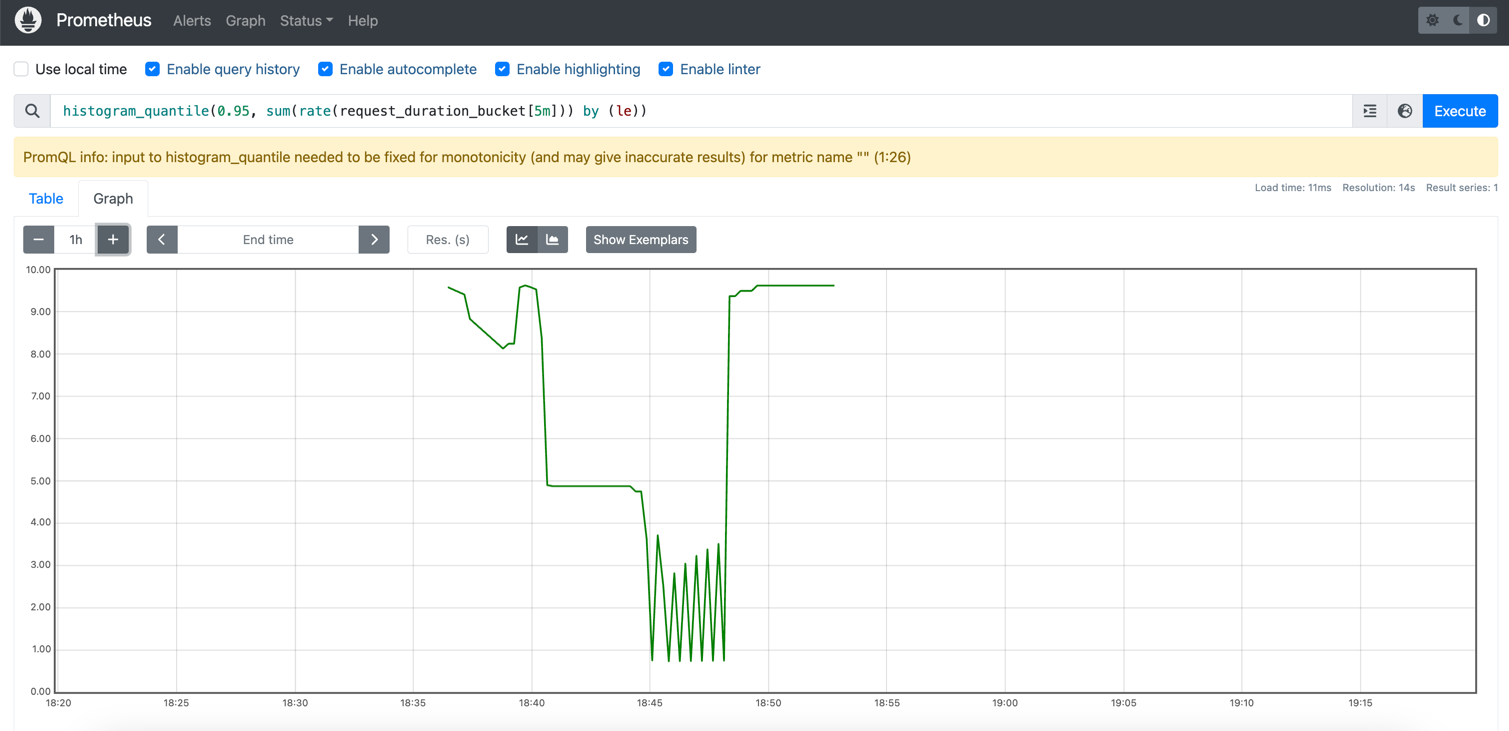 Prometheus Alerts Graph Status Help
Use local time Enable query history Enable autocomplete Enable highlighting Enable linter
histogram_quantile(0.95, sum(rate(request_duration_bucket[5m])) by (le)) Execute
PromQL info: input to histogram_quantile needed to be fixed for monotonicity (and may give inaccurate results) for metric name "" (1:26)
Load time: 11ms Resolution: 14s Result series: 1
Table Graph
− 1h + End time Res. (s) Show Exemplars
10.00
9.00
8.00
7.00
6.00
5.00
4.00
3.00
2.00
1.00
0.00
18:20 18:25 18:30 18:35 18:40 18:45 18:50 18:55 19:00 19:05 19:10 19:15